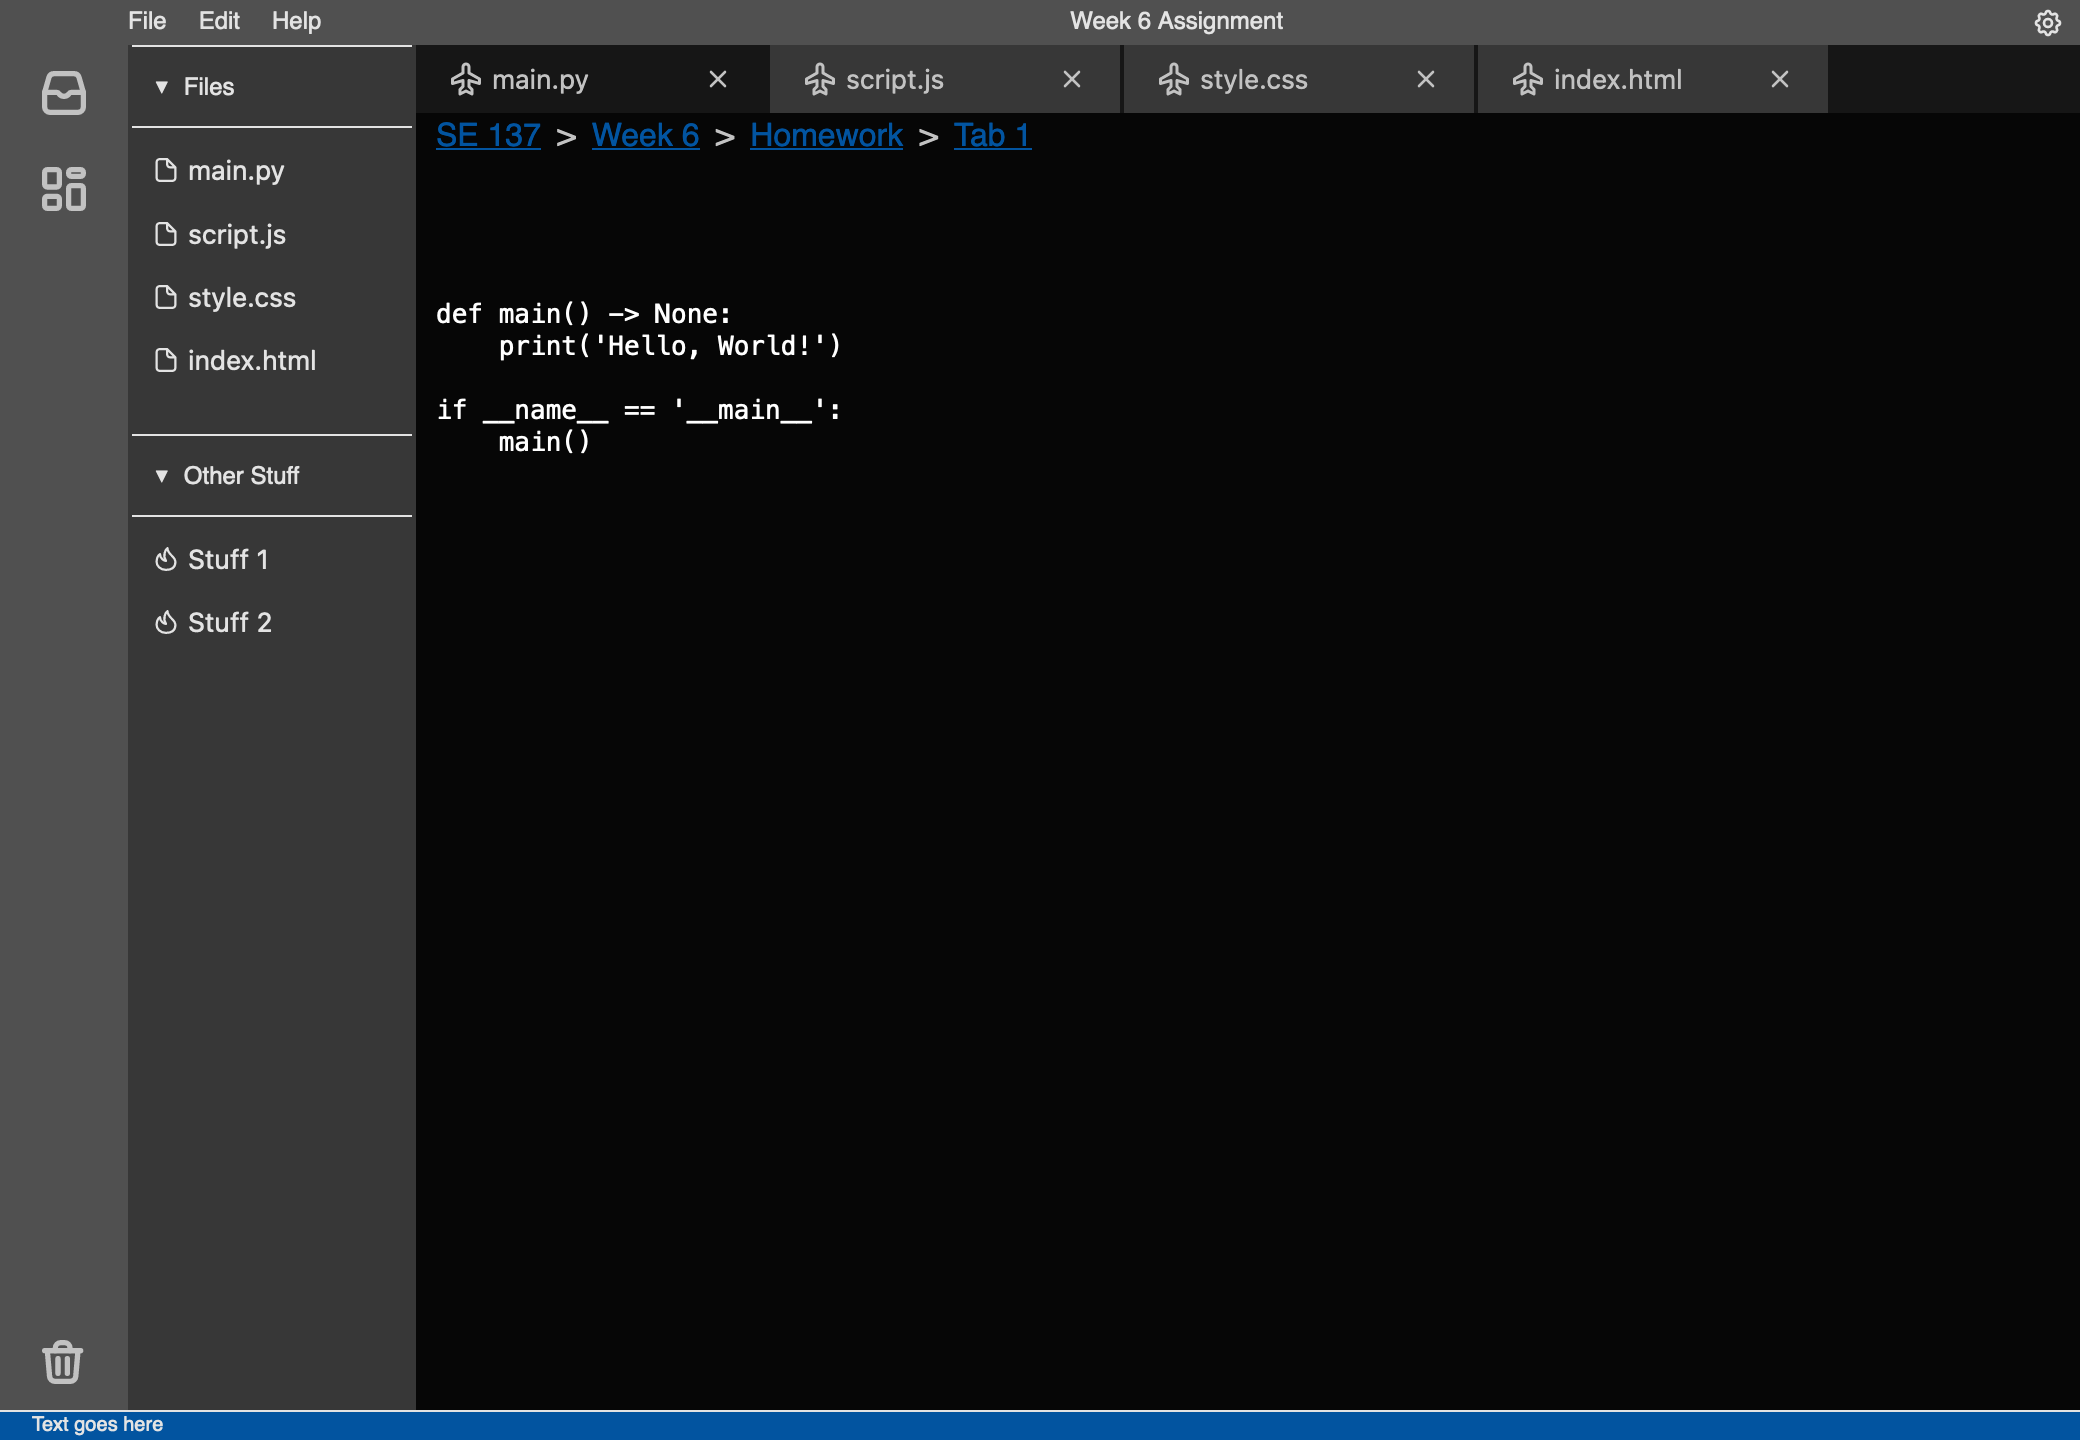 File Edit Help Week 6 Assignment
▼ Files
main.py
script.js
style.css
index.html
▼ Other Stuff
Stuff 1
Stuff 2
main.py × script.js × style.css × index.html ×
SE 137 > Week 6 > Homework > Tab 1
def main() -> None:
    print('Hello, World!')
if __name__ == '__main__':
    main()
Text goes here